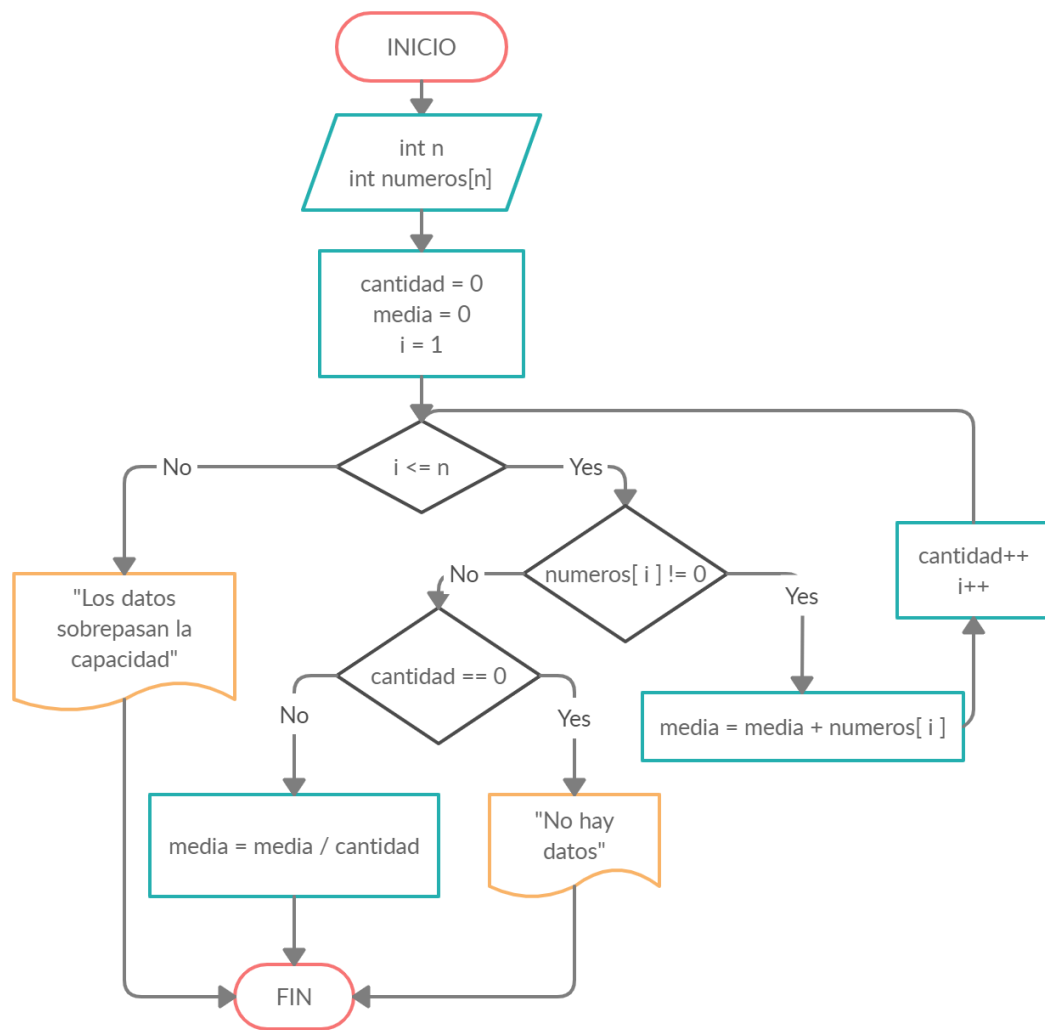 INICIO
int n
int numeros[n]
cantidad = 0
media = 0
i = 1
i <= n
No
Yes
"Los datos
sobrepasan la
capacidad"
numeros[ i ] != 0
No
Yes
cantidad++
i++
cantidad == 0
No
Yes
media = media + numeros[ i ]
media = media / cantidad
"No hay
datos"
FIN